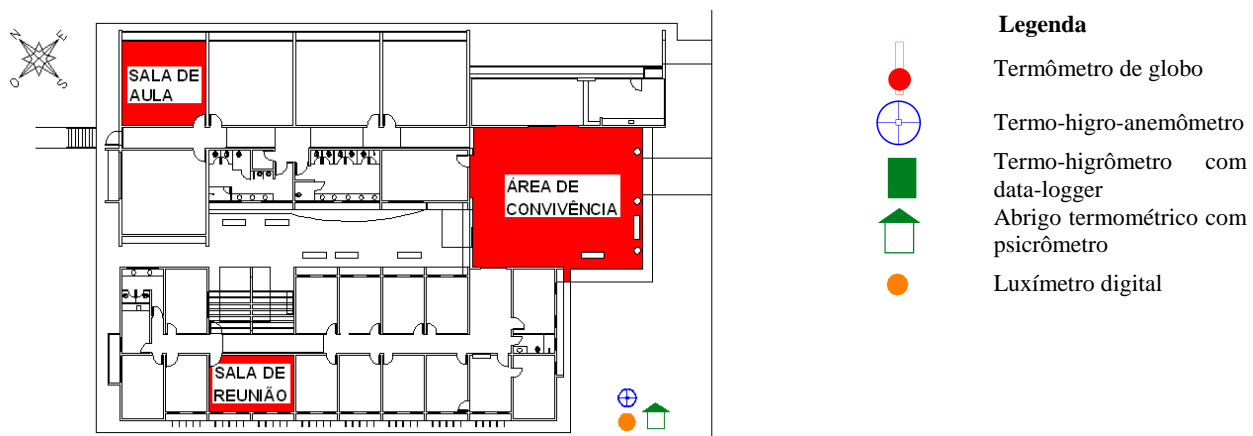 N
E
O
S
SALA DE
AULA
ÁREA DE
CONVIVÊNCIA
SALA DE
REUNIÃO
Legenda
Termômetro de globo
Termo-higro-anemômetro
Termo-higrômetro com
data-logger
Abrigo termométrico com
psicrômetro
Luxímetro digital